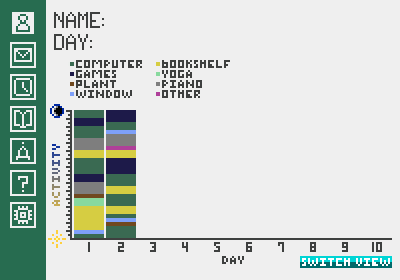 NAME:
DAY:
COMPUTER BOOKSHELF
GAMES YOGA
PLANT PIANO
WINDOW OTHER
ACTIVITY
?
1 2 3 4 5 6 7 8 9 10
DAY
SWITCH VIEW